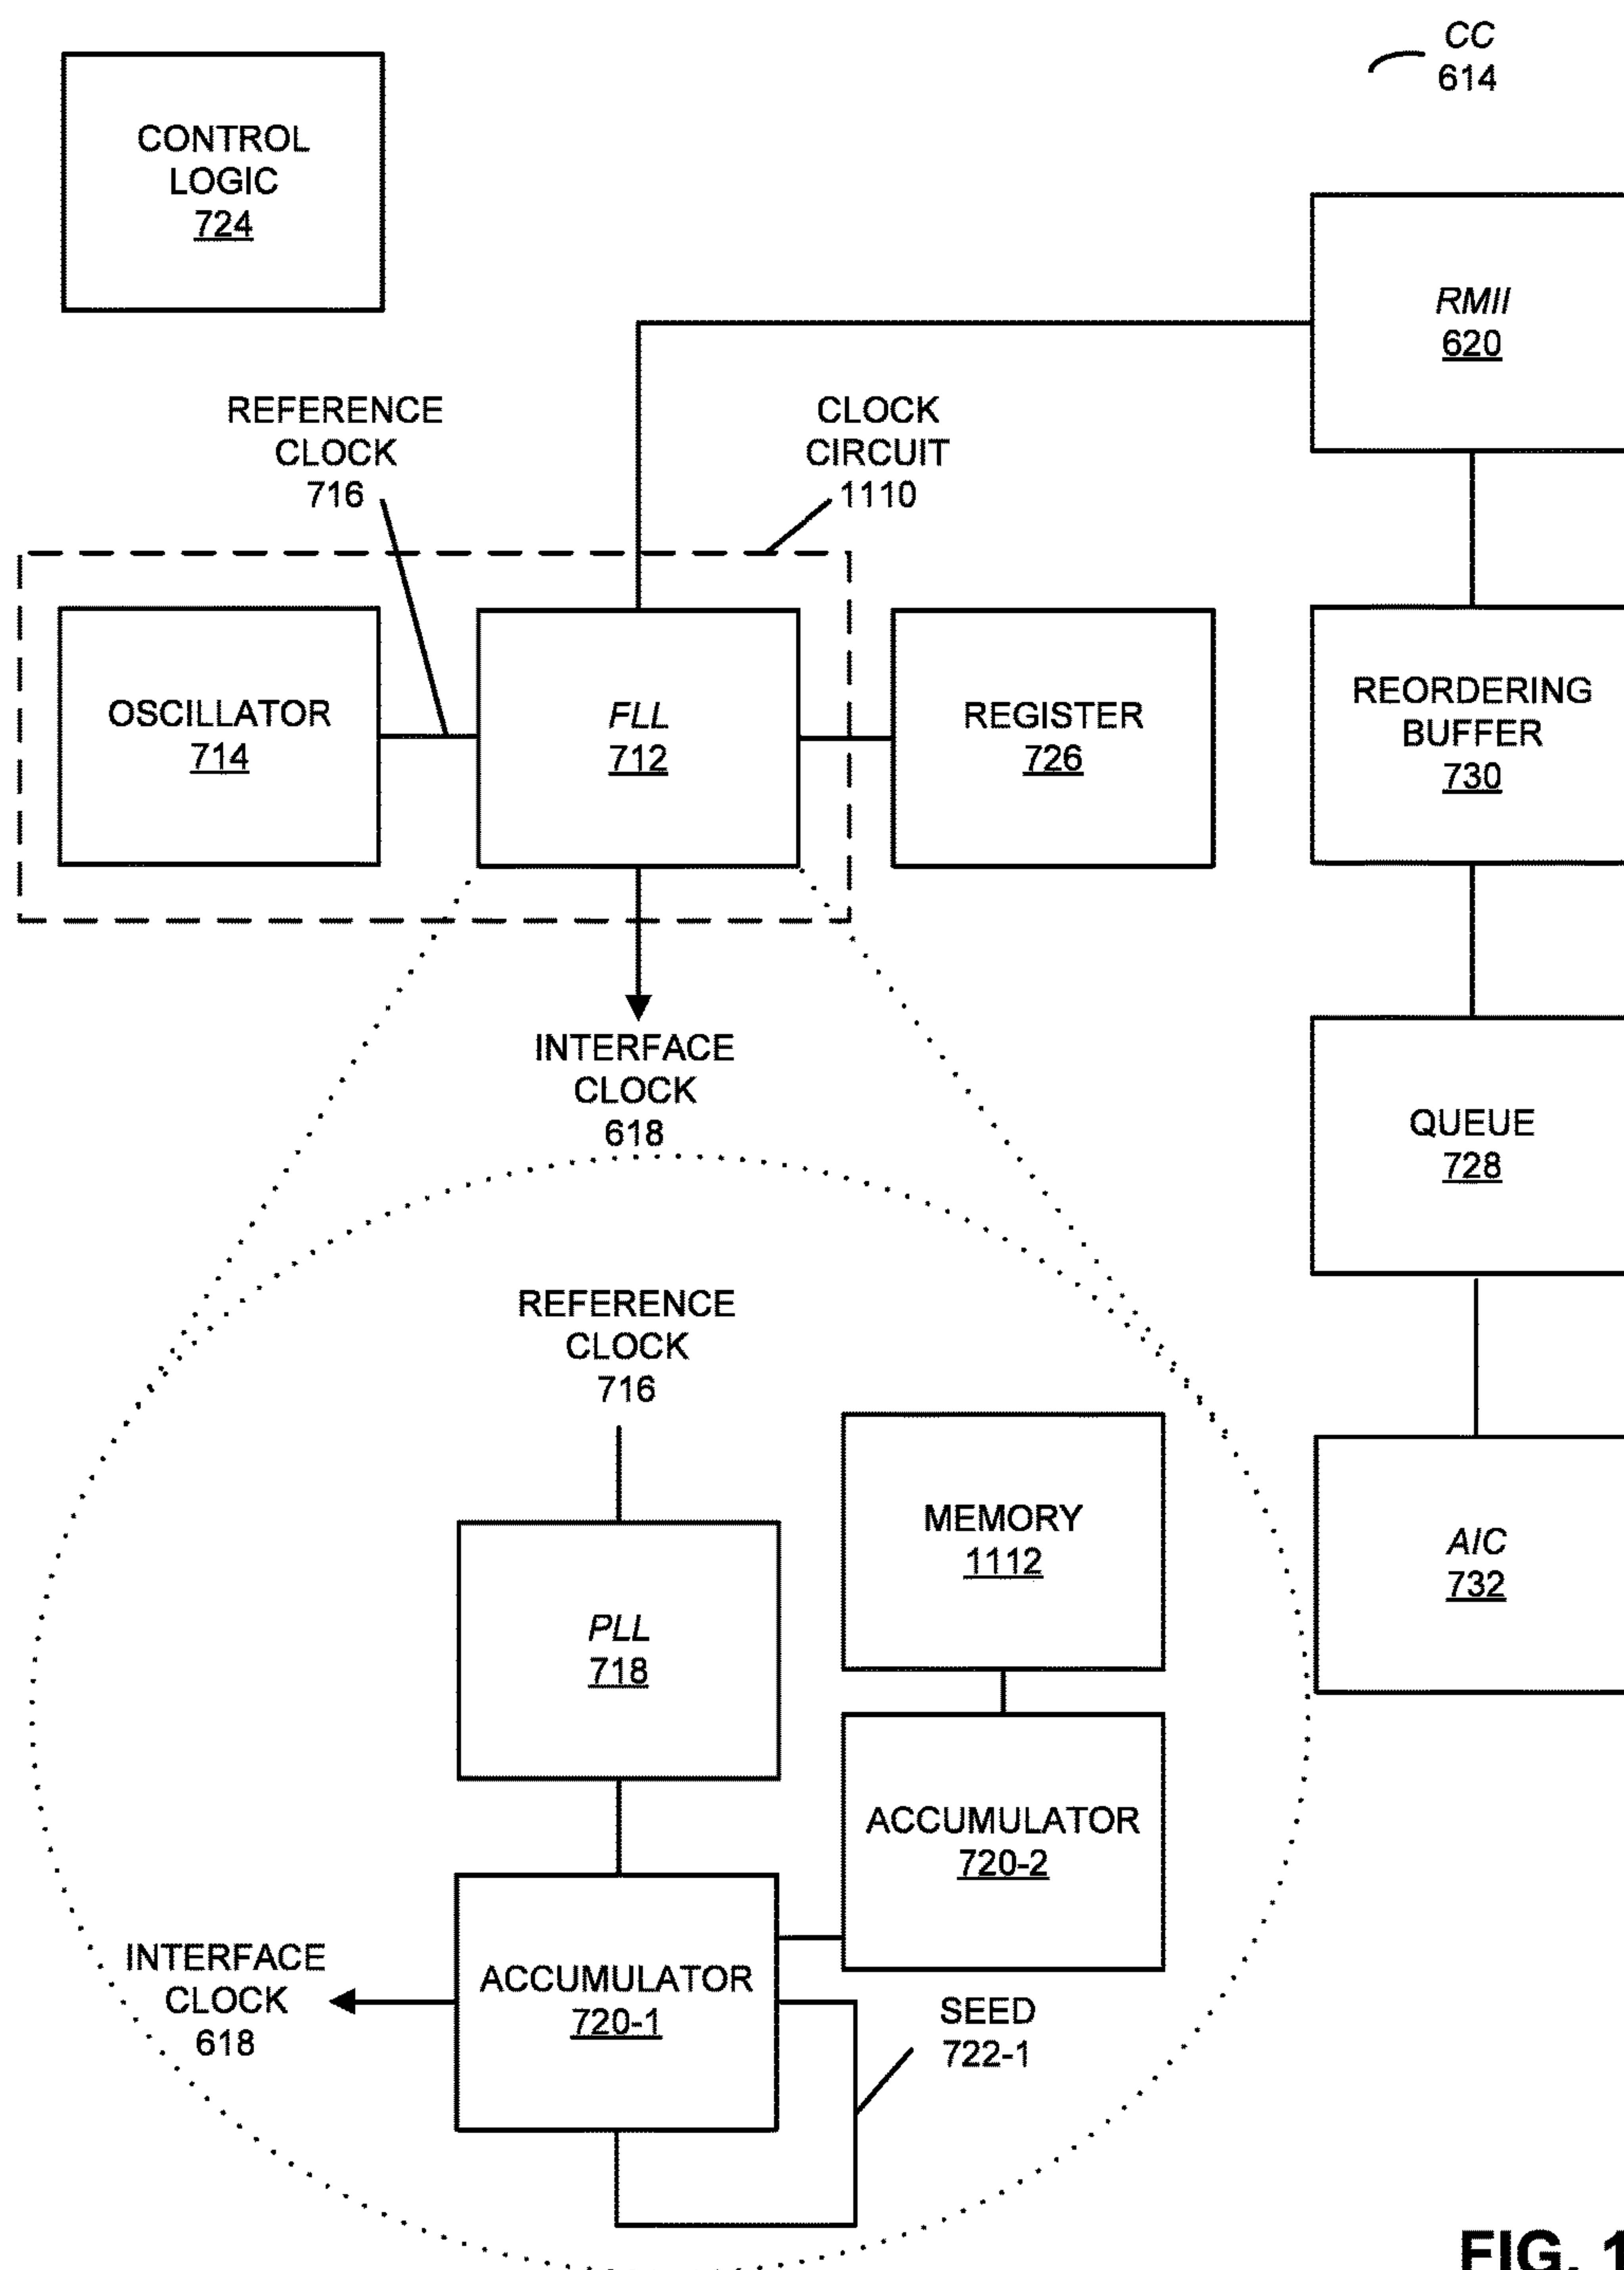 CC
614
CONTROL
LOGIC
724
RMII
620
REFERENCE
CLOCK
716
CLOCK
CIRCUIT
1110
OSCILLATOR
714
FLL
712
REGISTER
726
REORDERING
BUFFER
730
INTERFACE
CLOCK
618
QUEUE
728
REFERENCE
CLOCK
716
MEMORY
1112
AIC
732
PLL
718
ACCUMULATOR
720-2
INTERFACE
CLOCK
618
ACCUMULATOR
720-1
SEED
722-1
FIG. 1